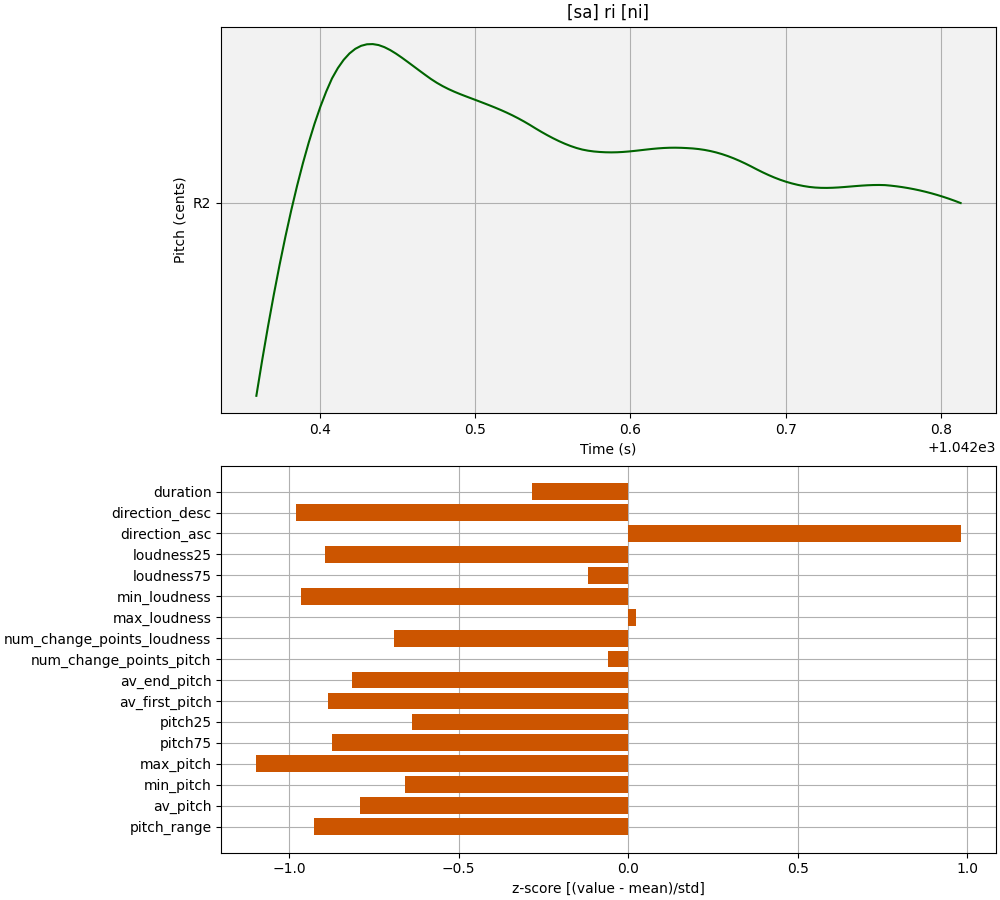 [sa] ri [ni]
Pitch (cents)
R2
0.4 0.5 0.6 0.7 0.8
Time (s)
+1.042e3
duration
direction_desc
direction_asc
loudness25
loudness75
min_loudness
max_loudness
num_change_points_loudness
num_change_points_pitch
av_end_pitch
av_first_pitch
pitch25
pitch75
max_pitch
min_pitch
av_pitch
pitch_range
−1.0 −0.5 0.0 0.5 1.0
z-score [(value - mean)/std]